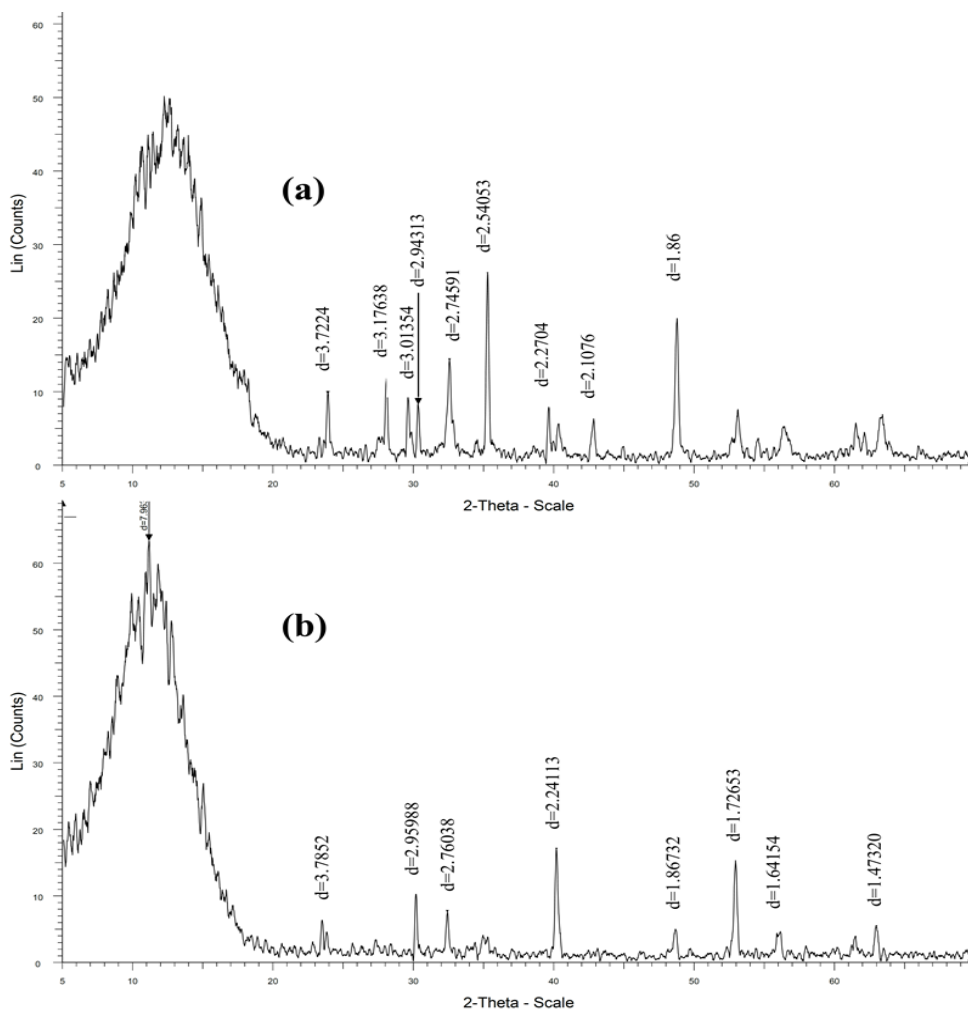 60
50
40
30
20
10
0
Lin (Counts)
(a)
d=3.7224
d=3.17638
d=3.01354
d=2.94313
d=2.74591
d=2.54053
d=2.2704
d=2.1076
d=1.86
5
10
20
30
40
50
60
2-Theta - Scale
60
50
40
30
20
10
0
Lin (Counts)
(b)
d=3.7852
d=2.95988
d=2.76038
d=2.24113
d=1.86732
d=1.72653
d=1.64154
d=1.47320
5
10
20
30
40
50
60
2-Theta - Scale